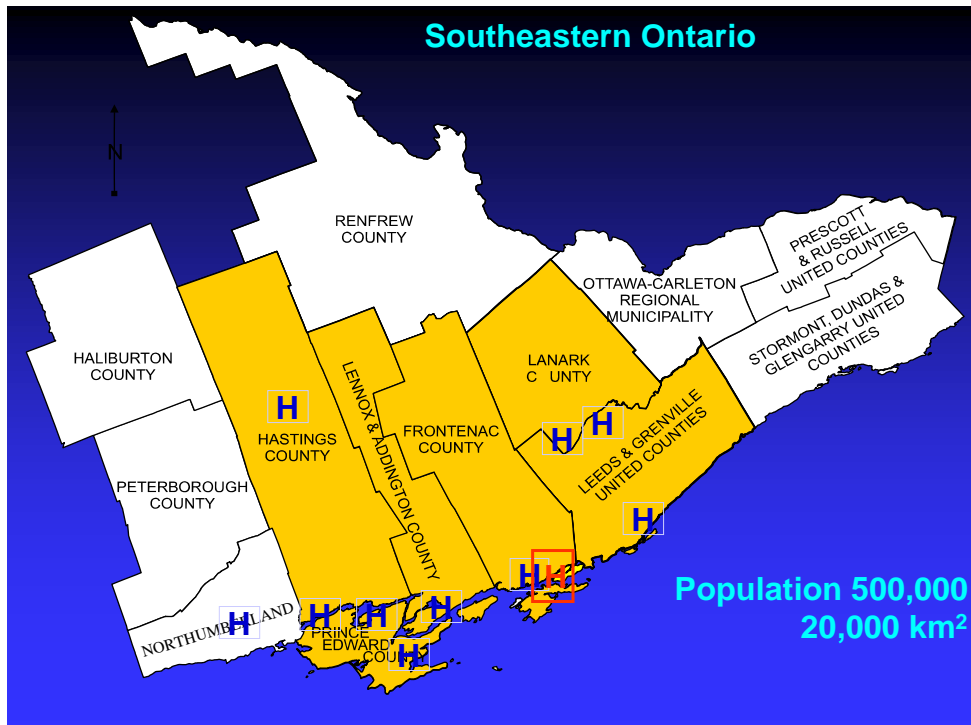 Southeastern Ontario
N
RENFREW
COUNTY
PRESCOTT
& RUSSELL
UNITED COUNTIES
OTTAWA-CARLETON
REGIONAL
MUNICIPALITY
STORMONT, DUNDAS &
GLENGARRY UNITED
COUNTIES
HALIBURTON
COUNTY
LANARK
C UNTY
LENNOX & ADDINGTON COUNTY
H
HASTINGS
COUNTY
FRONTENAC
COUNTY
H
H
LEEDS & GRENVILLE
UNITED COUNTIES
PETERBOROUGH
COUNTY
H
H
H
Population 500,000
20,000 km²
NORTHUMBERLAND
H
H
H
H
PRINCE
EDWARD
COUNTY
H